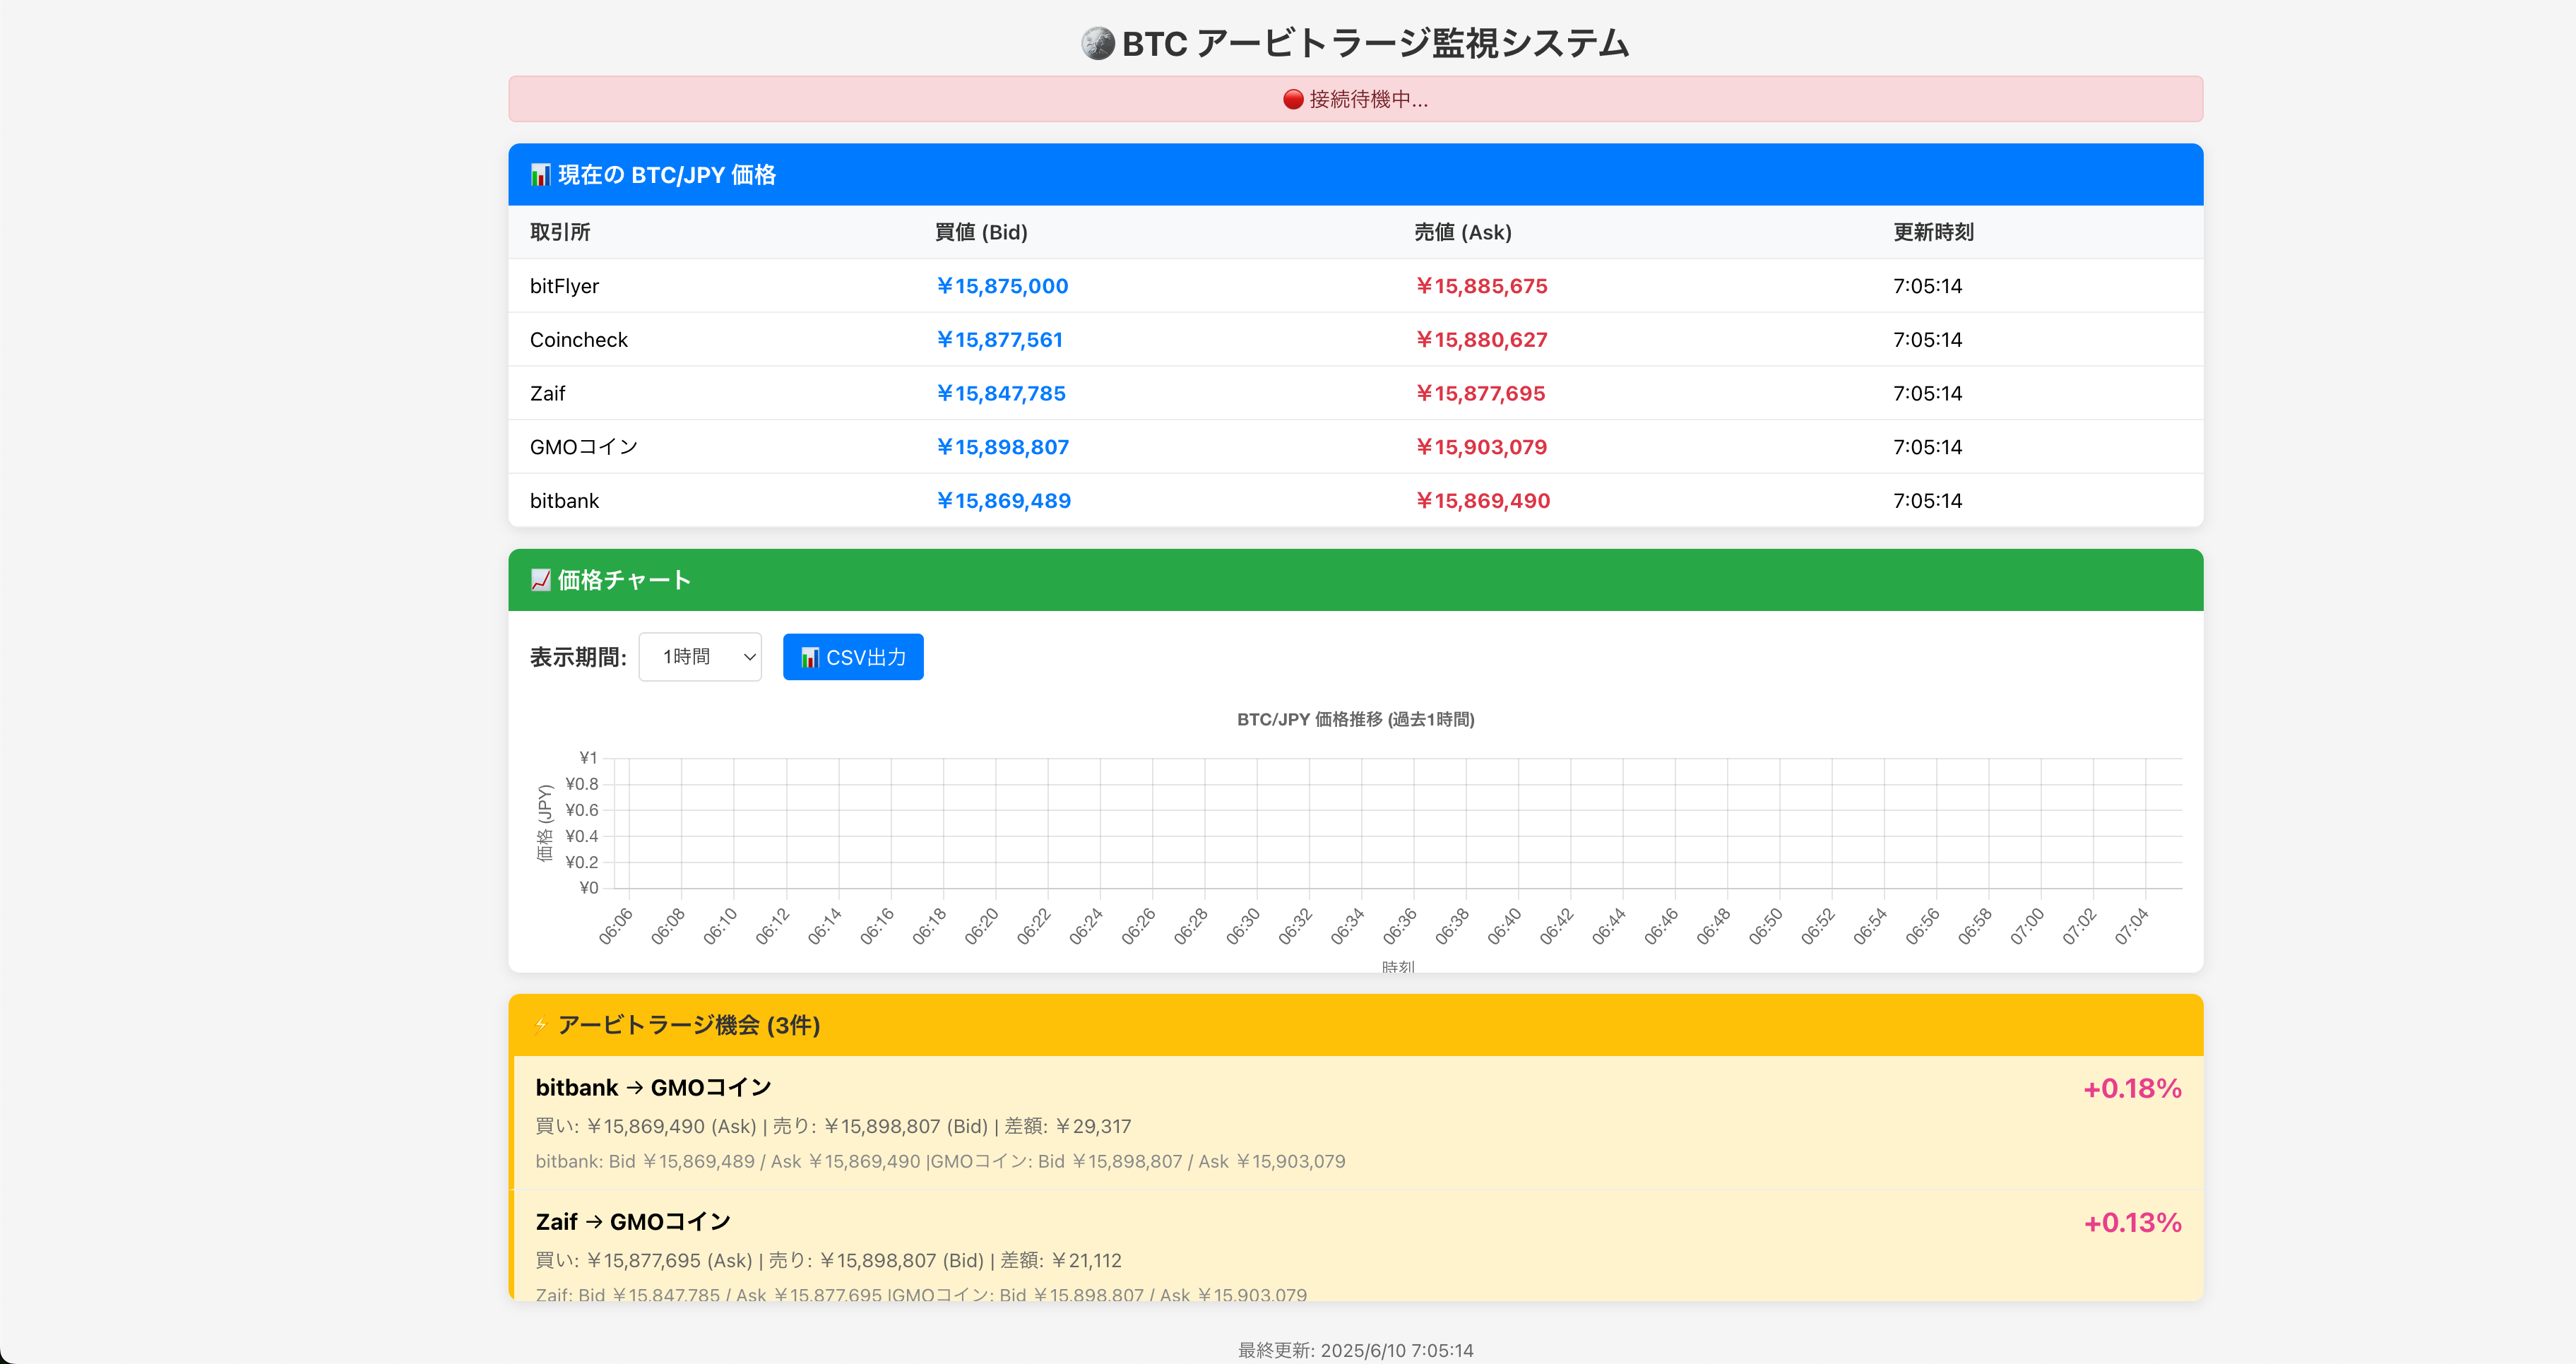 BTC アービトラージ監視システム
🔴 接続待機中...
📊 現在の BTC/JPY 価格
取引所 買値 (Bid) 売値 (Ask) 更新時刻
bitFlyer ￥15,875,000 ￥15,885,675 7:05:14
Coincheck ￥15,877,561 ￥15,880,627 7:05:14
Zaif ￥15,847,785 ￥15,877,695 7:05:14
GMOコイン ￥15,898,807 ￥15,903,079 7:05:14
bitbank ￥15,869,489 ￥15,869,490 7:05:14
📈 価格チャート
表示期間: 1時間 📊 CSV出力
BTC/JPY 価格推移 (過去1時間)
価格 (JPY)
¥1
¥0.8
¥0.6
¥0.4
¥0.2
¥0
06:06 06:08 06:10 06:12 06:14 06:16 06:18 06:20 06:22 06:24 06:26 06:28 06:30 06:32 06:34 06:36 06:38 06:40 06:42 06:44 06:46 06:48 06:50 06:52 06:54 06:56 06:58 07:00 07:02 07:04
時刻
⚡ アービトラージ機会 (3件)
bitbank → GMOコイン +0.18%
買い: ￥15,869,490 (Ask) | 売り: ￥15,898,807 (Bid) | 差額: ￥29,317
bitbank: Bid ￥15,869,489 / Ask ￥15,869,490 |GMOコイン: Bid ￥15,898,807 / Ask ￥15,903,079
Zaif → GMOコイン +0.13%
買い: ￥15,877,695 (Ask) | 売り: ￥15,898,807 (Bid) | 差額: ￥21,112
Zaif: Bid ￥15,847,785 / Ask ￥15,877,695 |GMOコイン: Bid ￥15,898,807 / Ask ￥15,903,079
最終更新: 2025/6/10 7:05:14